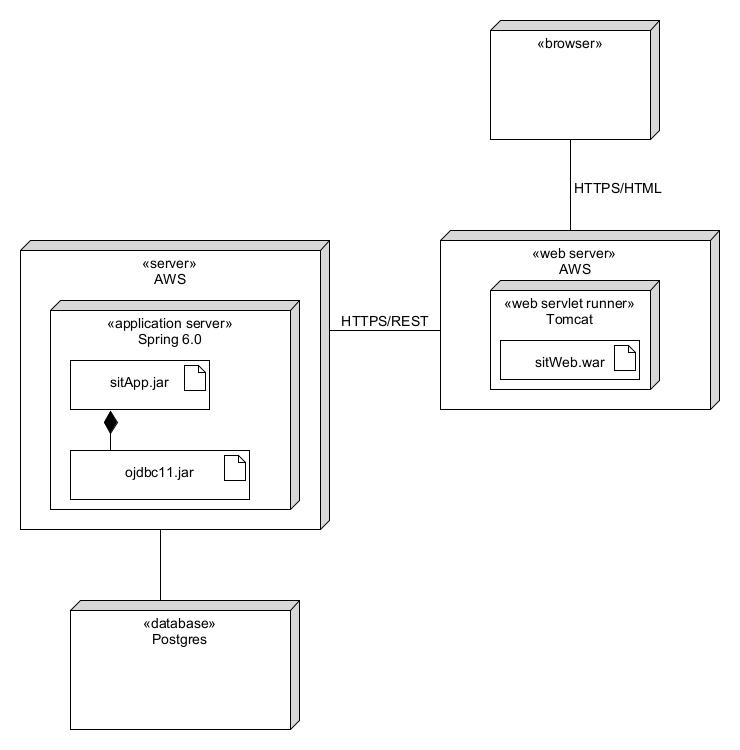 «browser»
HTTPS/HTML
«web server»
AWS
«web servlet runner»
Tomcat
sitWeb.war
HTTPS/REST
«server»
AWS
«application server»
Spring 6.0
sitApp.jar
ojdbc11.jar
«database»
Postgres